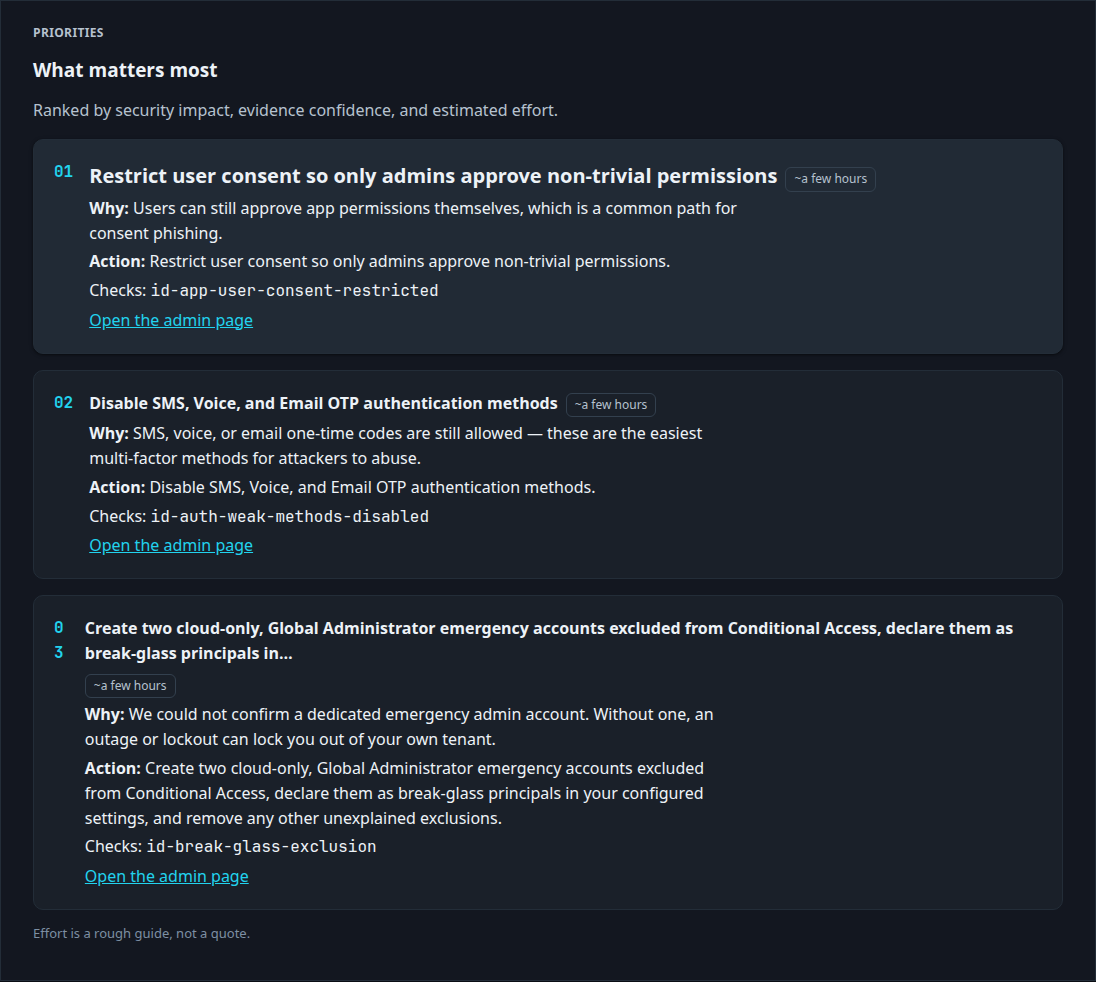 PRIORITIES
What matters most
Ranked by security impact, evidence confidence, and estimated effort.
01 Restrict user consent so only admins approve non-trivial permissions ~a few hours
Why: Users can still approve app permissions themselves, which is a common path for
consent phishing.
Action: Restrict user consent so only admins approve non-trivial permissions.
Checks: id-app-user-consent-restricted
Open the admin page
02 Disable SMS, Voice, and Email OTP authentication methods ~a few hours
Why: SMS, voice, or email one-time codes are still allowed — these are the easiest
multi-factor methods for attackers to abuse.
Action: Disable SMS, Voice, and Email OTP authentication methods.
Checks: id-auth-weak-methods-disabled
Open the admin page
0 Create two cloud-only, Global Administrator emergency accounts excluded from Conditional Access, declare them as
3 break-glass principals in...
~a few hours
Why: We could not confirm a dedicated emergency admin account. Without one, an
outage or lockout can lock you out of your own tenant.
Action: Create two cloud-only, Global Administrator emergency accounts excluded
from Conditional Access, declare them as break-glass principals in your configured
settings, and remove any other unexplained exclusions.
Checks: id-break-glass-exclusion
Open the admin page
Effort is a rough guide, not a quote.